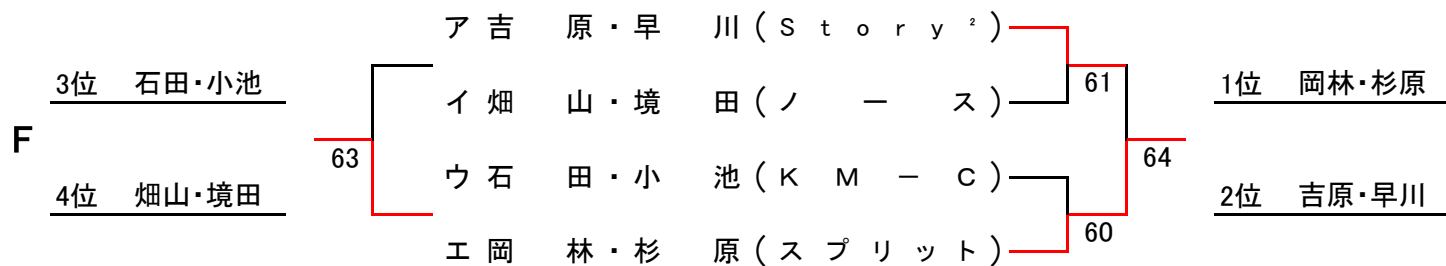 ア 吉原・早川(Story²)
3位 石田・小池
61
1位 岡林・杉原
イ 畑山・境田(ノース)
F
63
64
ウ 石田・小池(KM－C)
4位 畑山・境田
2位 吉原・早川
60
エ 岡林・杉原(スプリット)